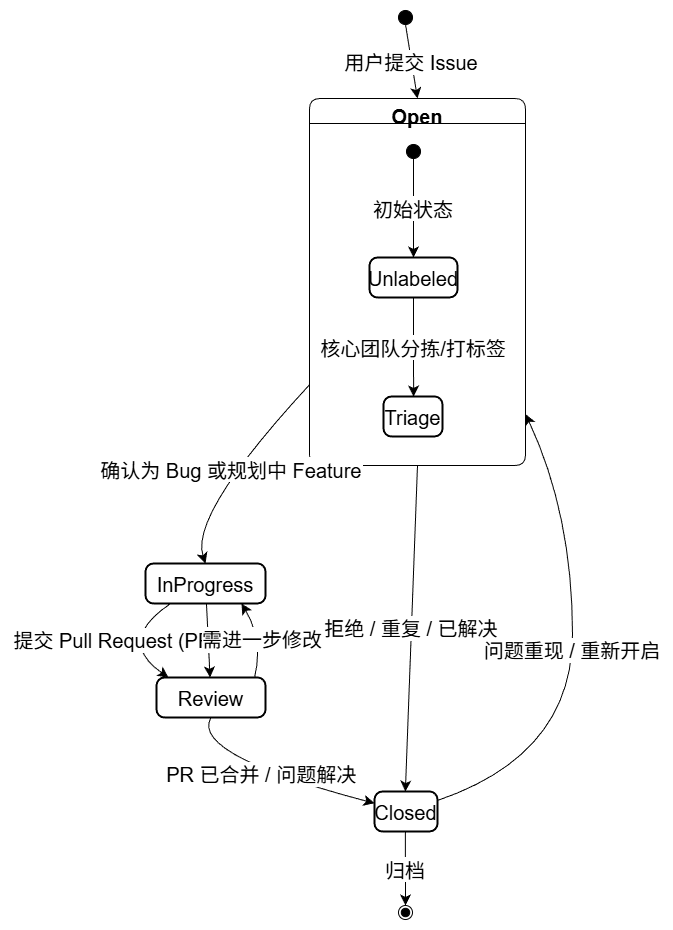 用户提交 Issue
Open
初始状态
Unlabeled
核心团队分拣/打标签
Triage
确认为 Bug 或规划中 Feature
InProgress
提交 Pull Request (P
需进一步修改
拒绝 / 重复 / 已解决
问题重现 / 重新开启
Review
PR 已合并 / 问题解决
Closed
归档